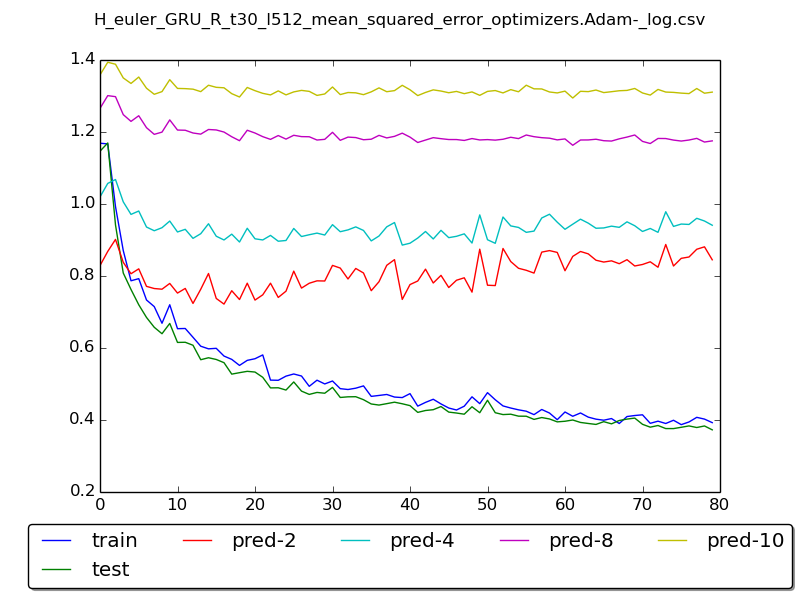 H_euler_GRU_R_t30_l512_mean_squared_error_optimizers.Adam-_log.csv
1.4
1.2
1.0
0.8
0.6
0.4
0.2
0 10 20 30 40 50 60 70 80
train pred-2 pred-4 pred-8 pred-10
test